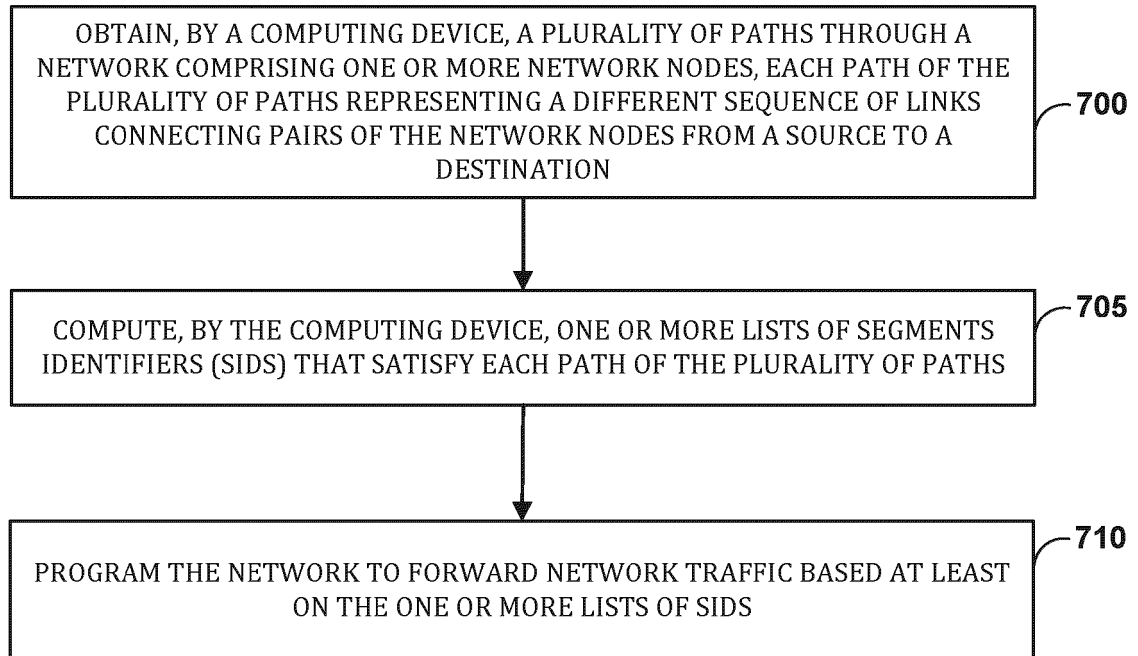 OBTAIN, BY A COMPUTING DEVICE, A PLURALITY OF PATHS THROUGH A
NETWORK COMPRISING ONE OR MORE NETWORK NODES, EACH PATH OF THE
PLURALITY OF PATHS REPRESENTING A DIFFERENT SEQUENCE OF LINKS
CONNECTING PAIRS OF THE NETWORK NODES FROM A SOURCE TO A
DESTINATION
700
COMPUTE, BY THE COMPUTING DEVICE, ONE OR MORE LISTS OF SEGMENTS
IDENTIFIERS (SIDS) THAT SATISFY EACH PATH OF THE PLURALITY OF PATHS
705
PROGRAM THE NETWORK TO FORWARD NETWORK TRAFFIC BASED AT LEAST
ON THE ONE OR MORE LISTS OF SIDS
710